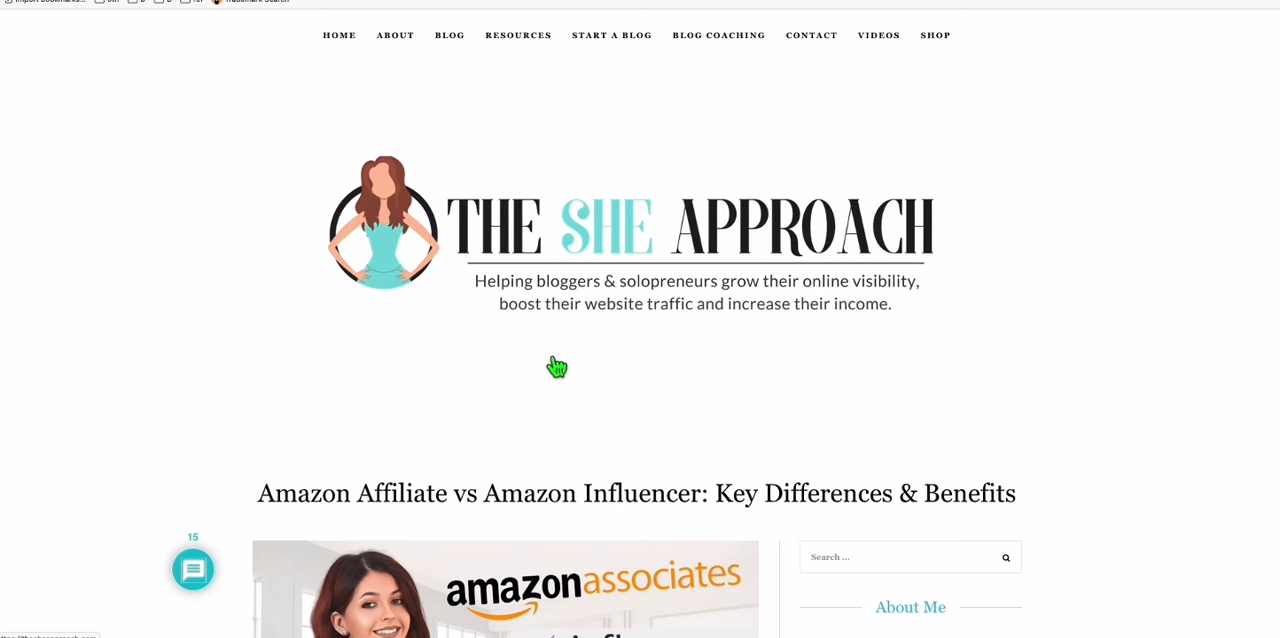 HOME ABOUT BLOG RESOURCES START A BLOG BLOG COACHING CONTACT VIDEOS SHOP
THE SHE APPROACH
Helping bloggers & solopreneurs grow their online visibility,
boost their website traffic and increase their income.
Amazon Affiliate vs Amazon Influencer: Key Differences & Benefits
15
Search ...
amazonassociates
About Me